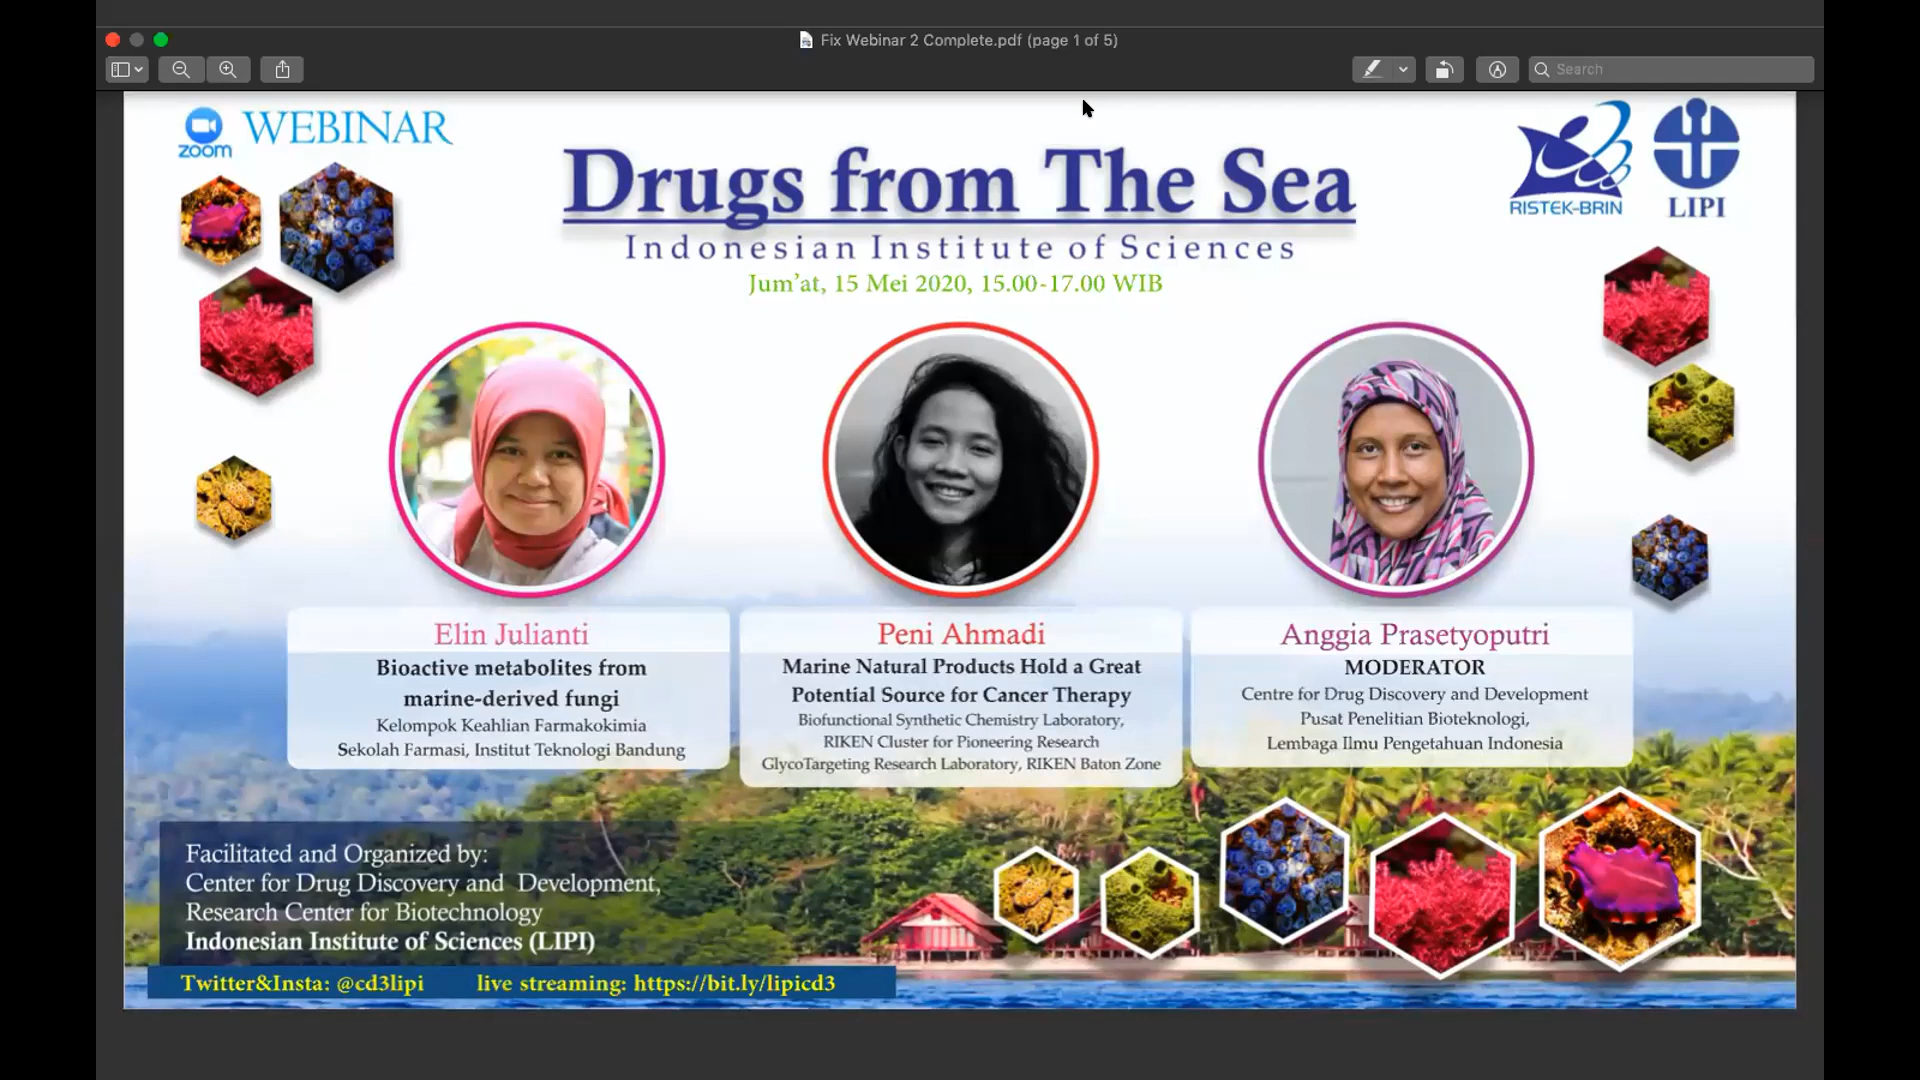 Fix Webinar 2 Complete.pdf (page 1 of 5)
Search
zoom
WEBINAR
Drugs from The Sea
Indonesian Institute of Sciences
Jum'at, 15 Mei 2020, 15.00-17.00 WIB
RISTEK-BRIN
LIPI
Elin Julianti
Bioactive metabolites from
marine-derived fungi
Kelompok Keahlian Farmakokimia
Sekolah Farmasi, Institut Teknologi Bandung
Peni Ahmadi
Marine Natural Products Hold a Great
Potential Source for Cancer Therapy
Biofunctional Synthetic Chemistry Laboratory,
RIKEN Cluster for Pioneering Research
GlycoTargeting Research Laboratory, RIKEN Baton Zone
Anggia Prasetyoputri
MODERATOR
Centre for Drug Discovery and Development
Pusat Penelitian Bioteknologi,
Lembaga Ilmu Pengetahuan Indonesia
Facilitated and Organized by:
Center for Drug Discovery and Development,
Research Center for Biotechnology
Indonesian Institute of Sciences (LIPI)
Twitter&Insta: @cd3lipi live streaming: https://bit.ly/lipicd3